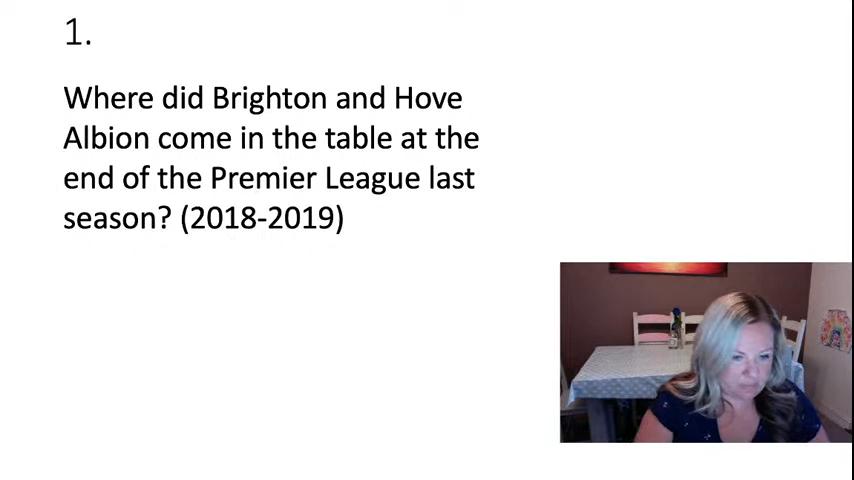 1.
Where did Brighton and Hove
Albion come in the table at the
end of the Premier League last
season? (2018-2019)